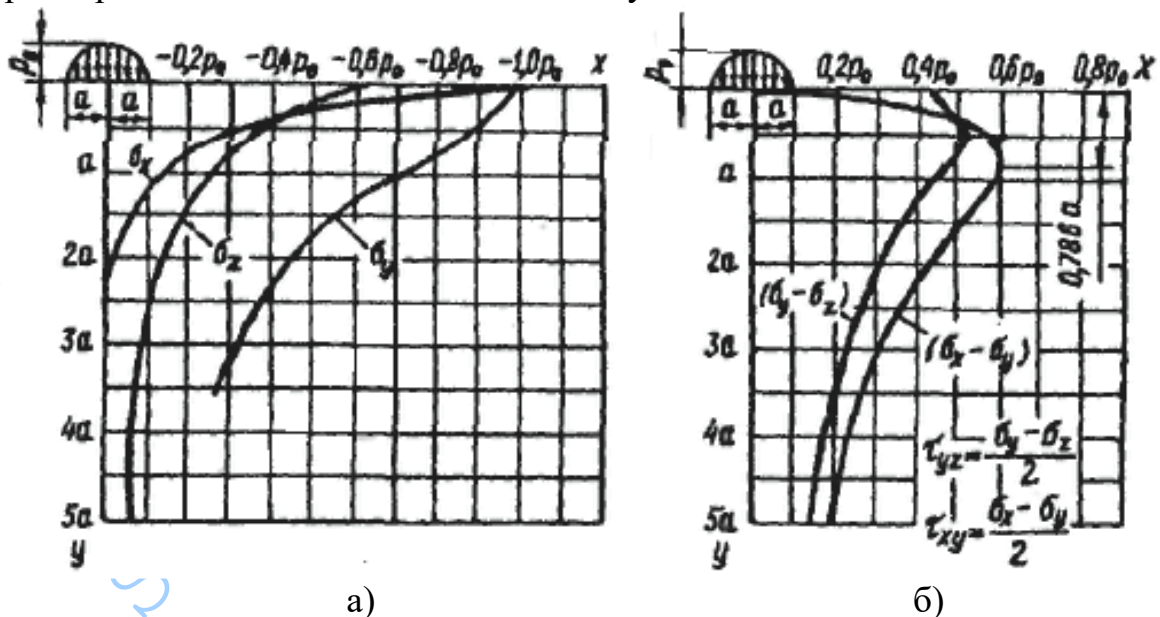 -0,2p₀ -0,4p₀ -0,6p₀ -0,8p₀ -1,0p₀ x
p₀
a a
a
2a
3a
4a
5a
y
σx
σz
σy
а)
0,2p₀ 0,4p₀ 0,6p₀ 0,8p₀ x
a a
a
2a
3a
4a
5a
y
0,786 a
(σy-σz)
(σx-σy)
τyz=(σy-σz)/2
τxy=(σx-σy)/2
б)